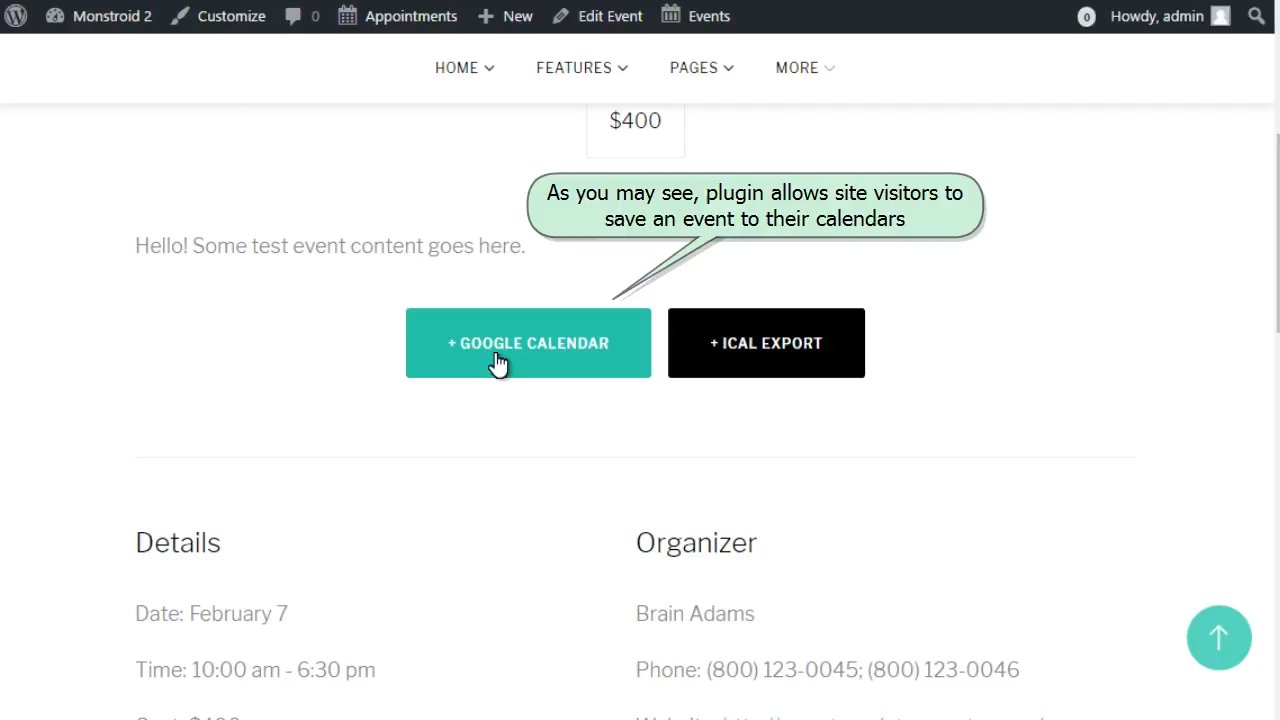 Monstroid 2 Customize 0 Appointments New Edit Event Events 0 Howdy, admin
HOME FEATURES PAGES MORE
$400
As you may see, plugin allows site visitors to
save an event to their calendars
Hello! Some test event content goes here.
+ GOOGLE CALENDAR + ICAL EXPORT
Details Organizer
Date: February 7 Brain Adams
Time: 10:00 am - 6:30 pm Phone: (800) 123-0045; (800) 123-0046